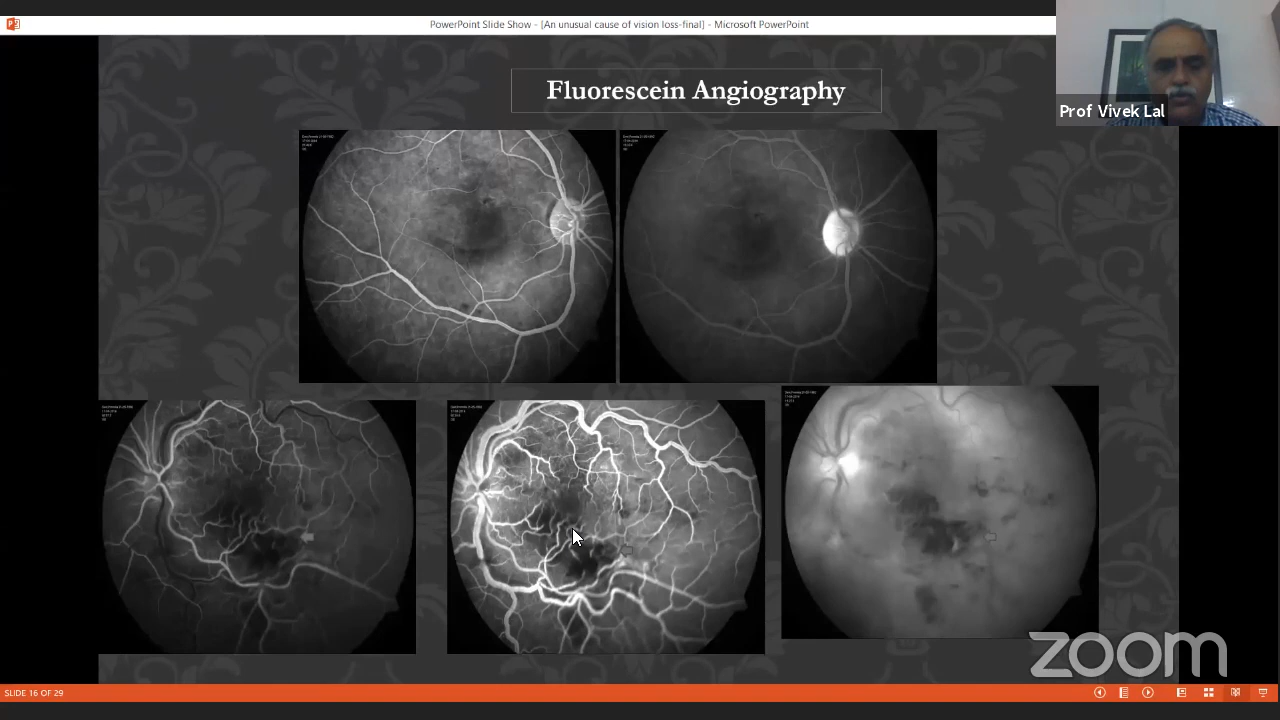 PowerPoint Slide Show - [An unusual cause of vision loss-final] - Microsoft PowerPoint
Fluorescein Angiography
Prof Vivek Lal
zoom
SLIDE 16 OF 29